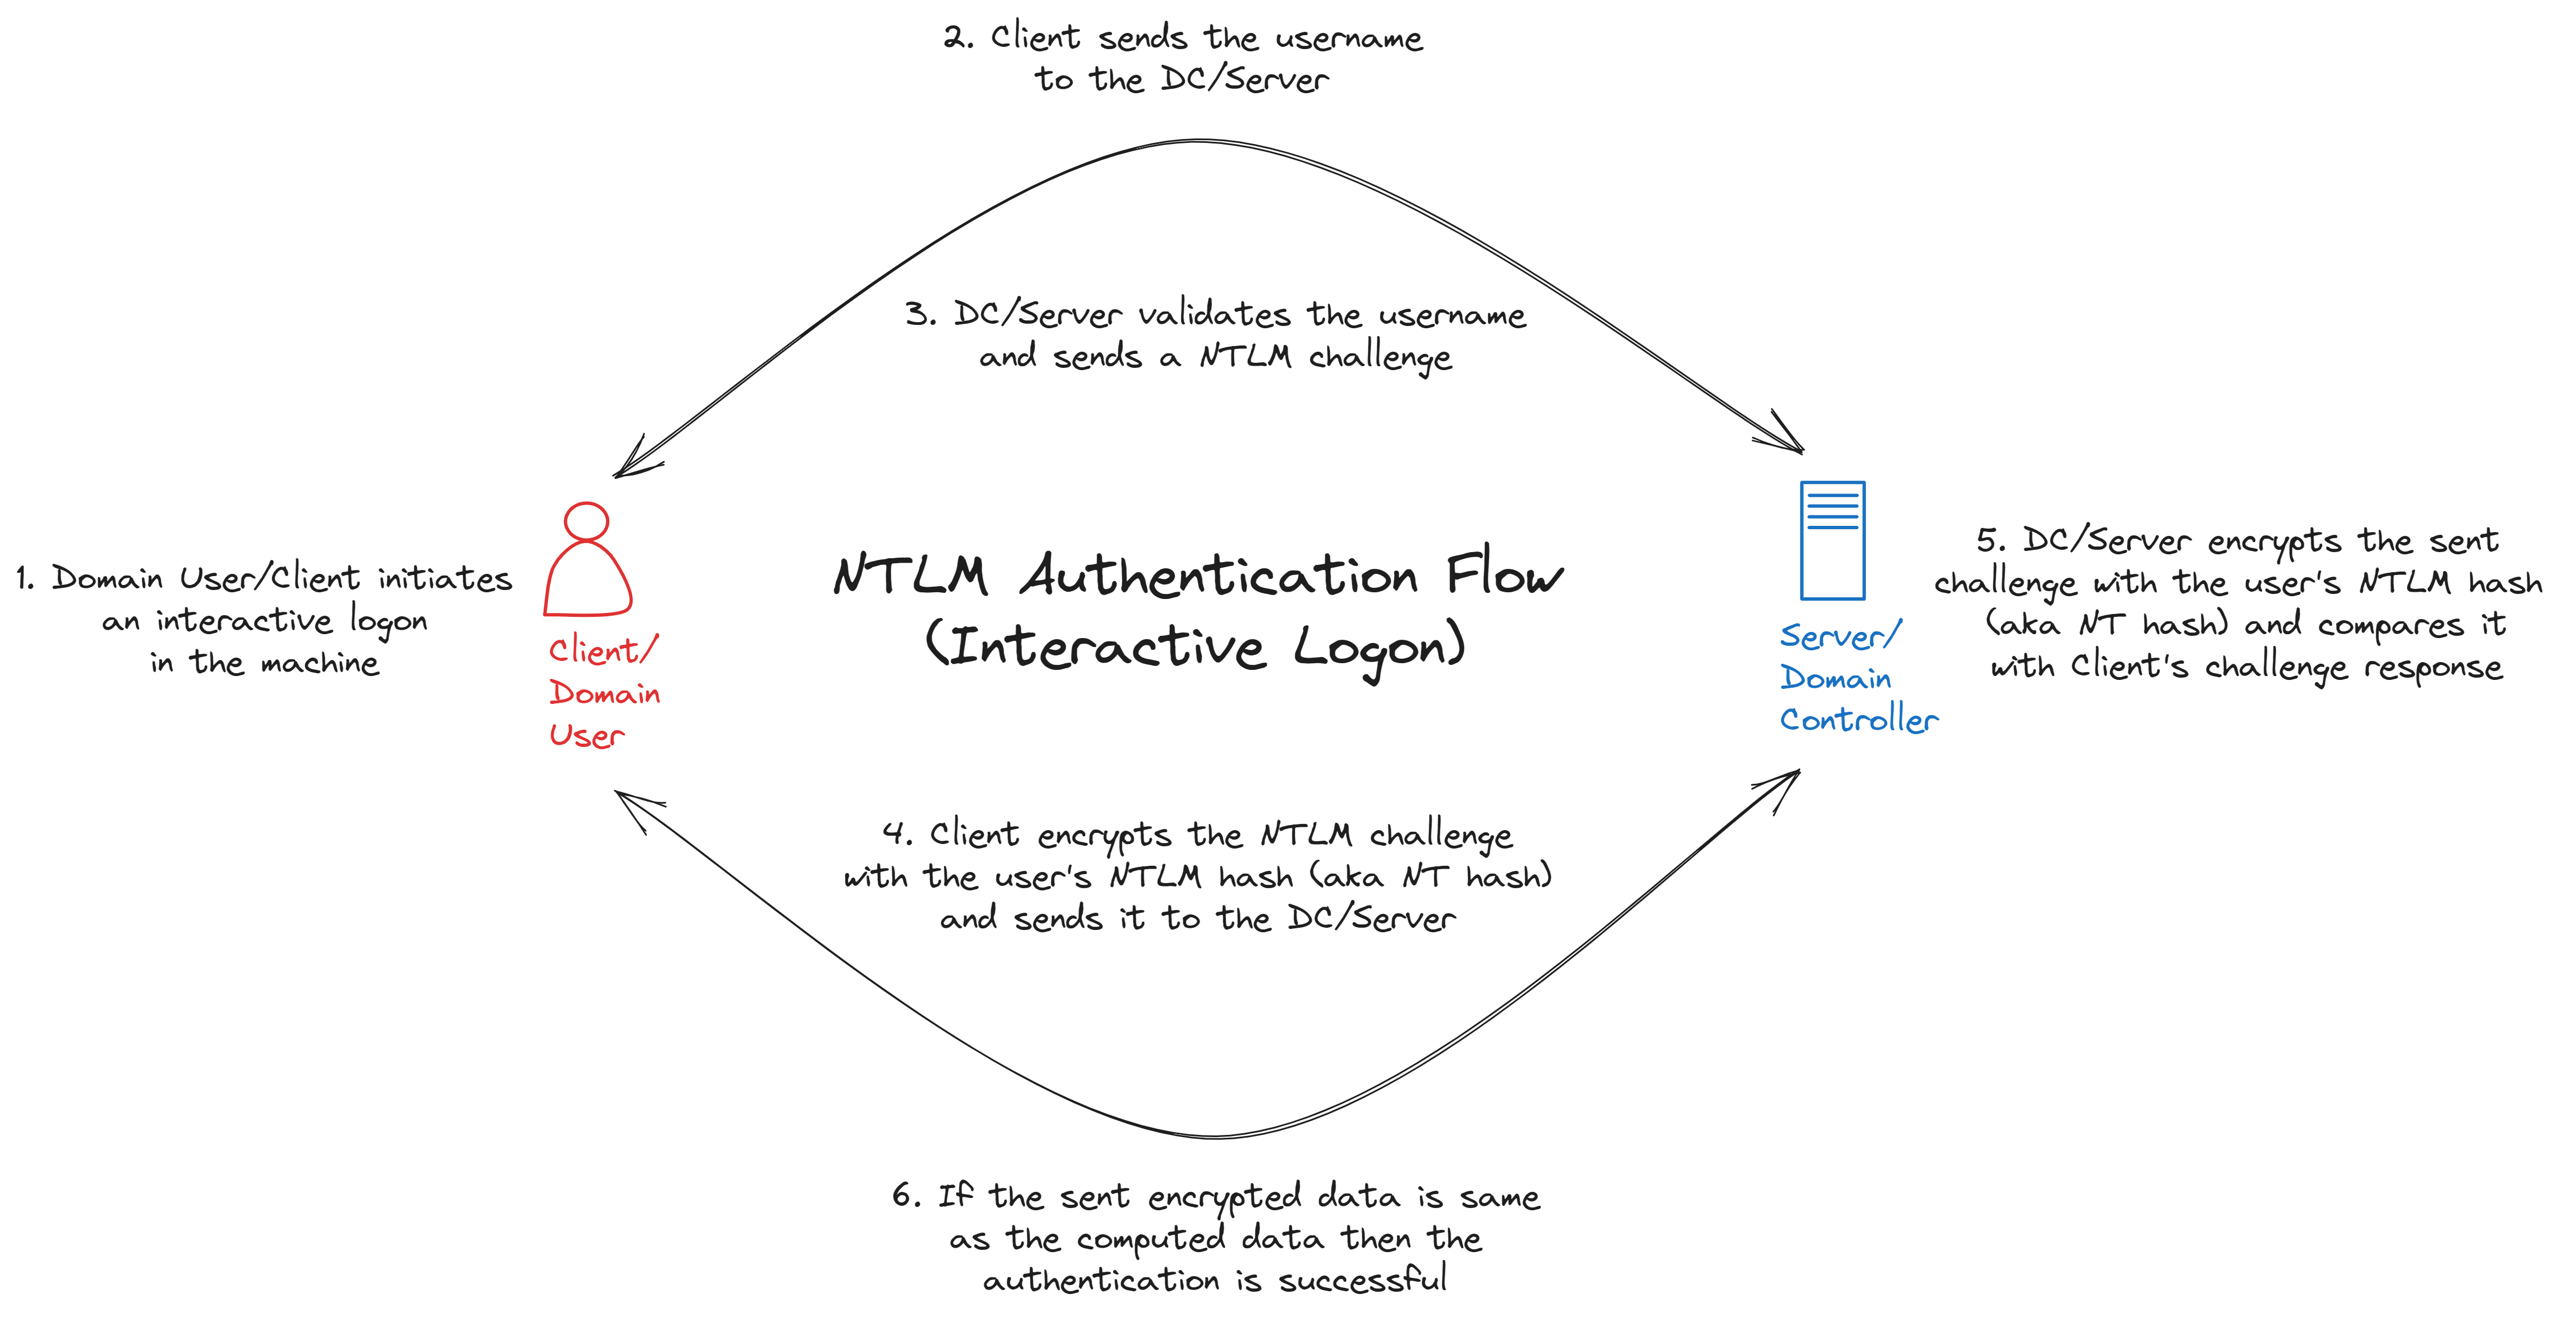 2. Client sends the username
to the DC/Server
3. DC/Server validates the username
and sends a NTLM challenge
1. Domain User/Client initiates
an interactive logon
in the machine
Client/
Domain
User
NTLM Authentication Flow
(Interactive Logon)
Server/
Domain
Controller
5. DC/Server encrypts the sent
challenge with the user's NTLM hash
(aka NT hash) and compares it
with Client's challenge response
4. Client encrypts the NTLM challenge
with the user's NTLM hash (aka NT hash)
and sends it to the DC/Server
6. If the sent encrypted data is same
as the computed data then the
authentication is successful